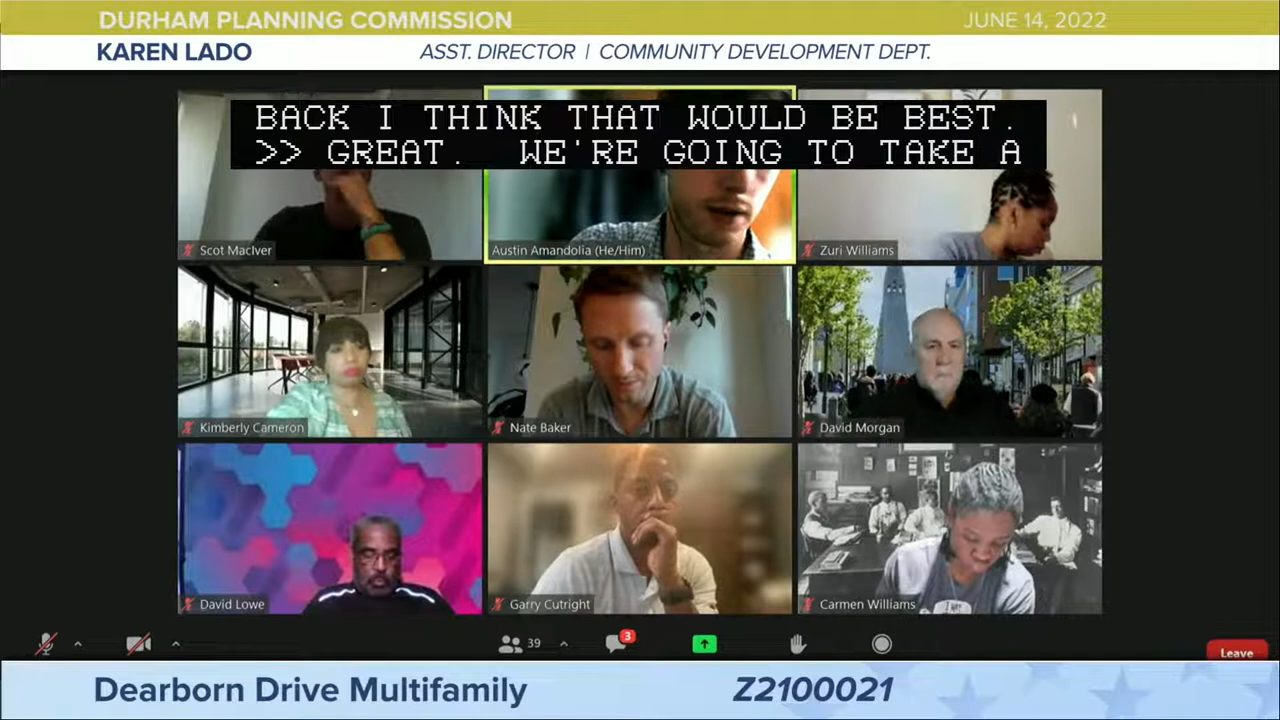 DURHAM PLANNING COMMISSION
JUNE 14, 2022
KAREN LADO
ASST. DIRECTOR | COMMUNITY DEVELOPMENT DEPT.
BACK I THINK THAT WOULD BE BEST.
>> GREAT. WE'RE GOING TO TAKE A
Scot MacIver
Austin Amandolia (He/Him)
Zuri Williams
Kimberly Cameron
Nate Baker
David Morgan
David Lowe
Garry Cutright
Carmen Williams
39
3
Leave
Dearborn Drive Multifamily
Z2100021